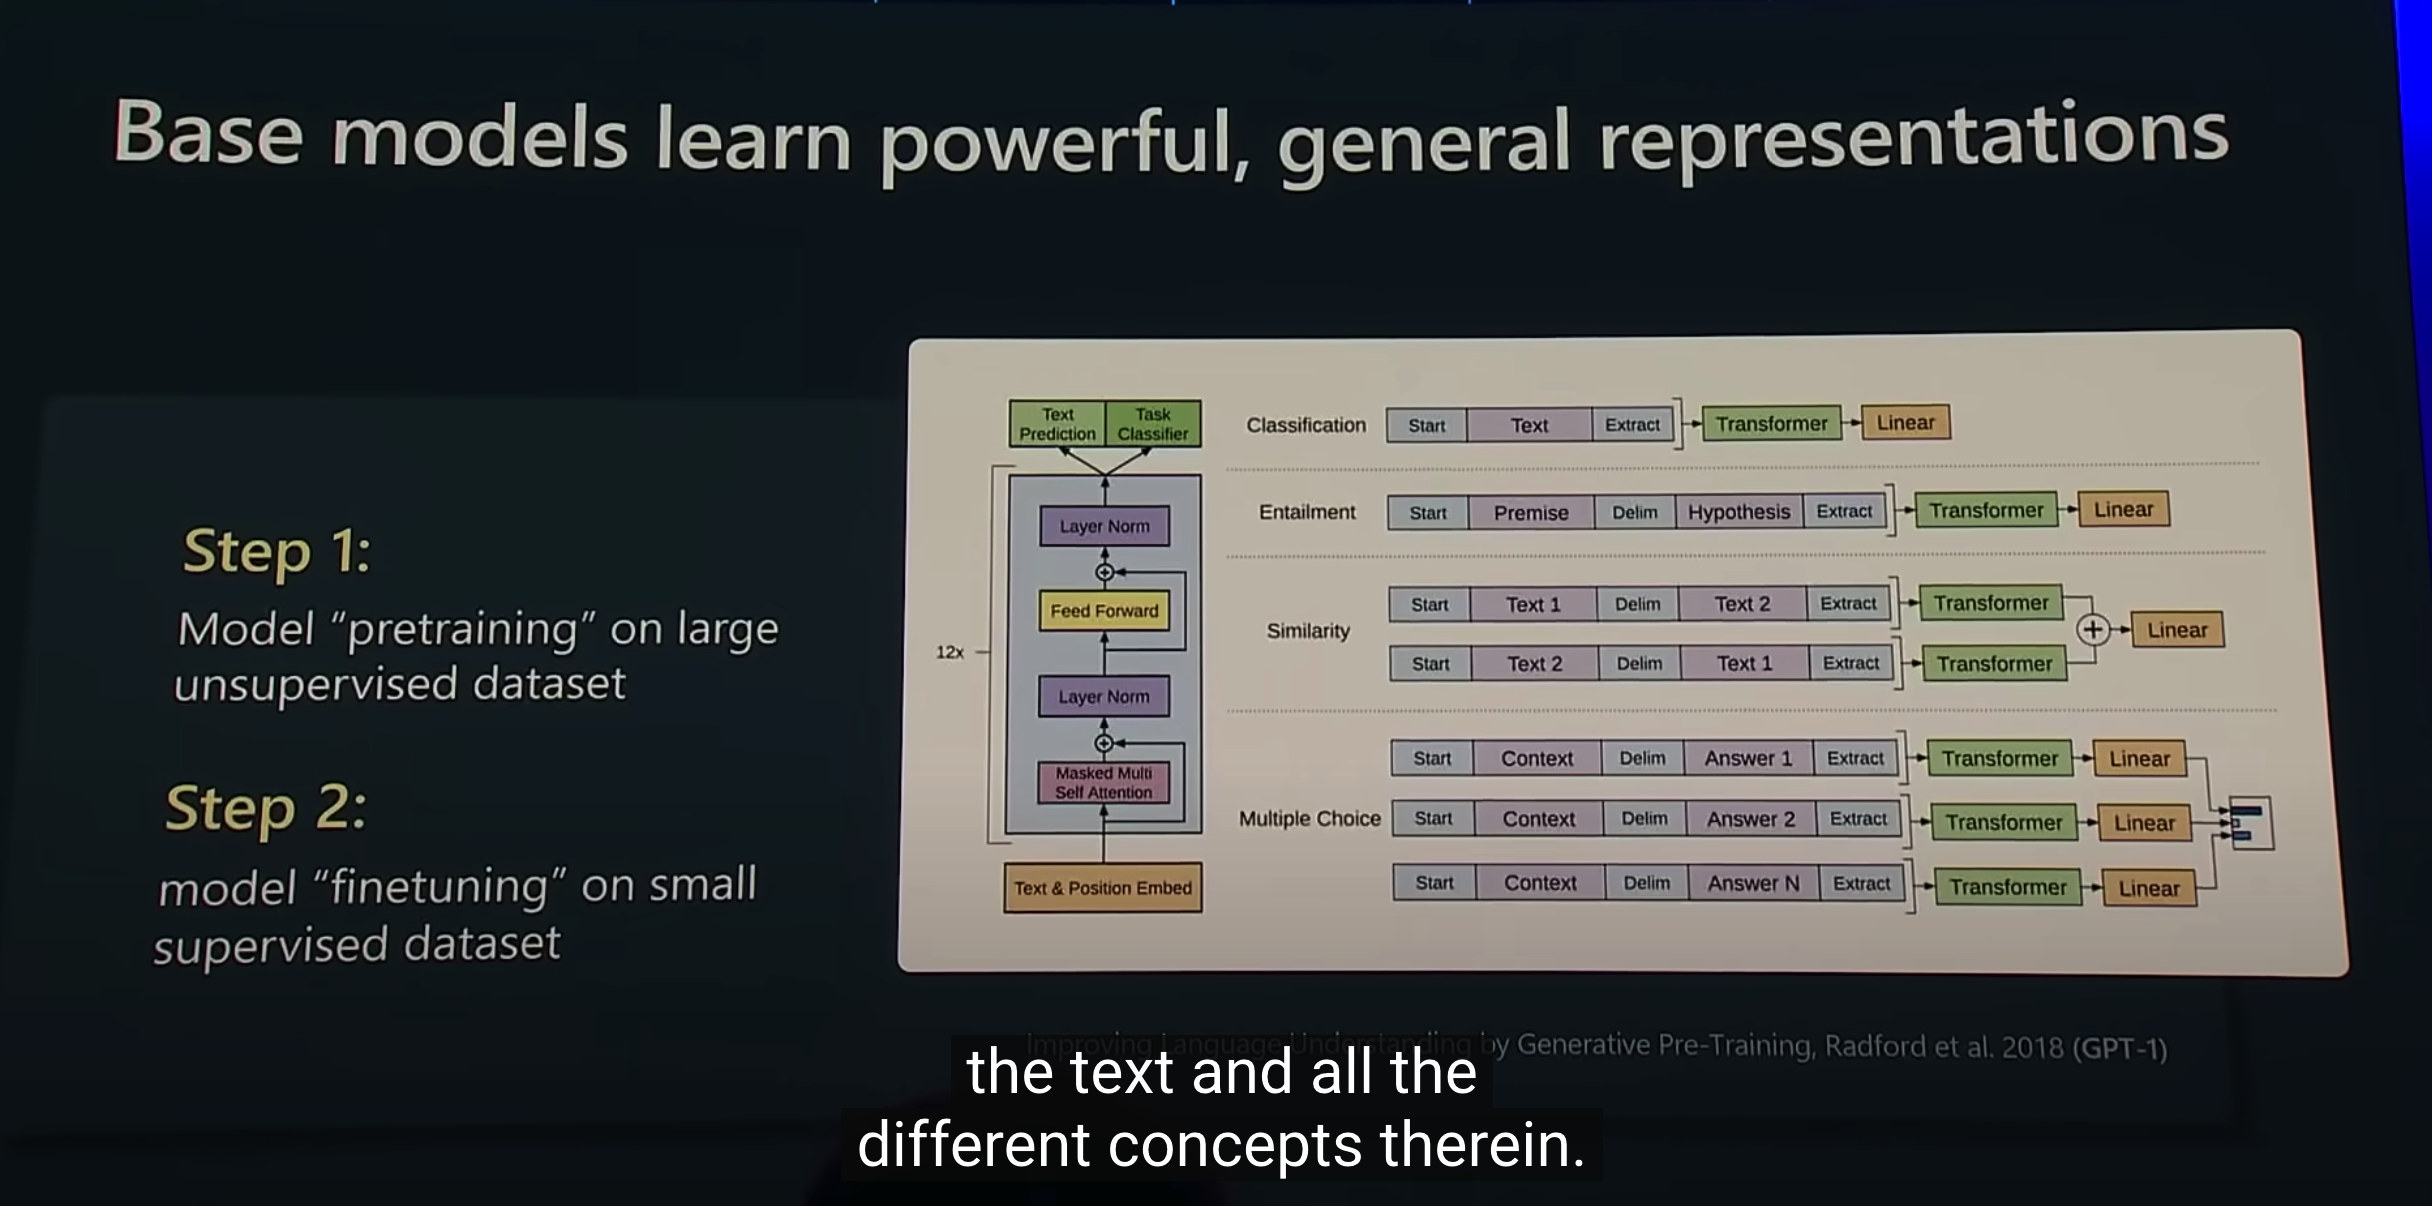 Base models learn powerful, general representations
Step 1:
Model “pretraining” on large
unsupervised dataset
Step 2:
model “finetuning” on small
supervised dataset
Text
Prediction
Task
Classifier
Layer Norm
Feed Forward
12x
Layer Norm
Masked Multi
Self Attention
Text & Position Embed
Classification Start Text Extract Transformer Linear
Entailment Start Premise Delim Hypothesis Extract Transformer Linear
Start Text 1 Delim Text 2 Extract Transformer
Similarity Linear
Start Text 2 Delim Text 1 Extract Transformer
Start Context Delim Answer 1 Extract Transformer Linear
Multiple Choice Start Context Delim Answer 2 Extract Transformer Linear
Start Context Delim Answer N Extract Transformer Linear
Improving Language Understanding by Generative Pre-Training, Radford et al. 2018 (GPT-1)
the text and all the
different concepts therein.